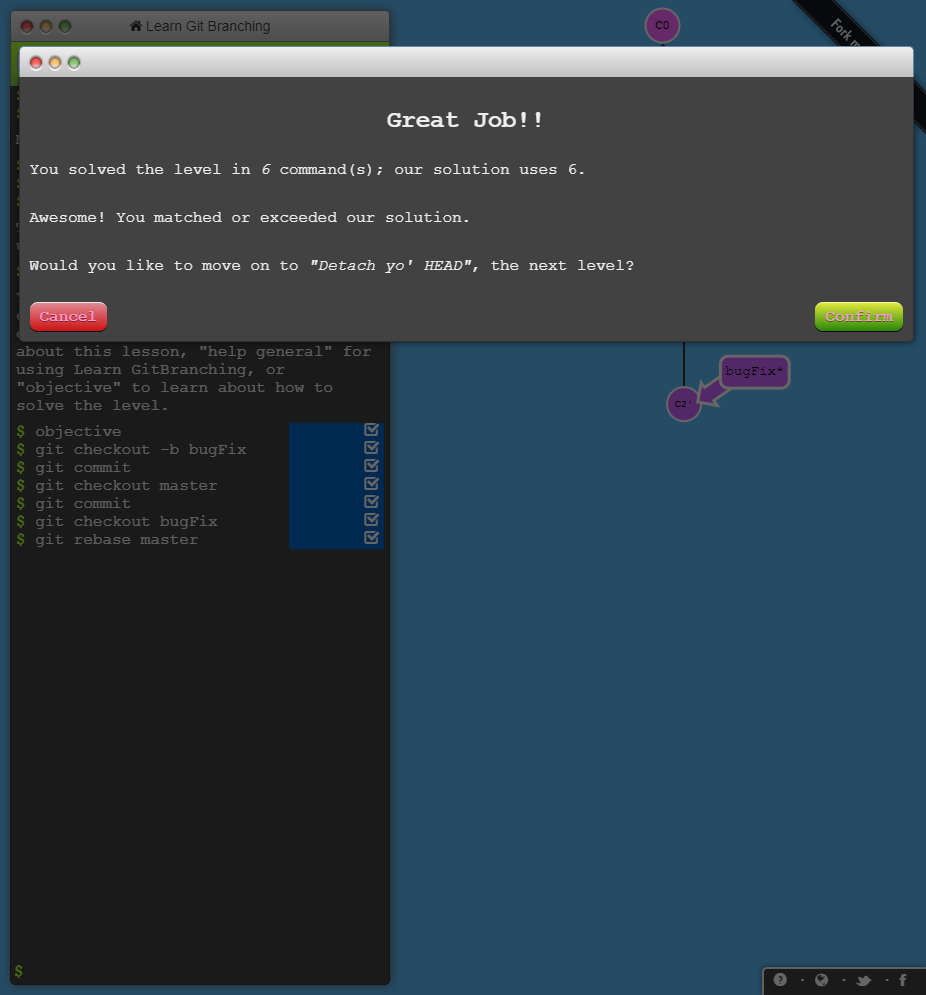 Learn Git Branching
C0
Fork m
Great Job!!
You solved the level in 6 command(s); our solution uses 6.
Awesome! You matched or exceeded our solution.
Would you like to move on to "Detach yo' HEAD", the next level?
Cancel
Confirm
about this lesson, "help general" for
using Learn GitBranching, or
"objective" to learn about how to
solve the level.
$ objective
$ git checkout -b bugFix
$ git commit
$ git checkout master
$ git commit
$ git checkout bugFix
$ git rebase master
$
bugFix*
C2'